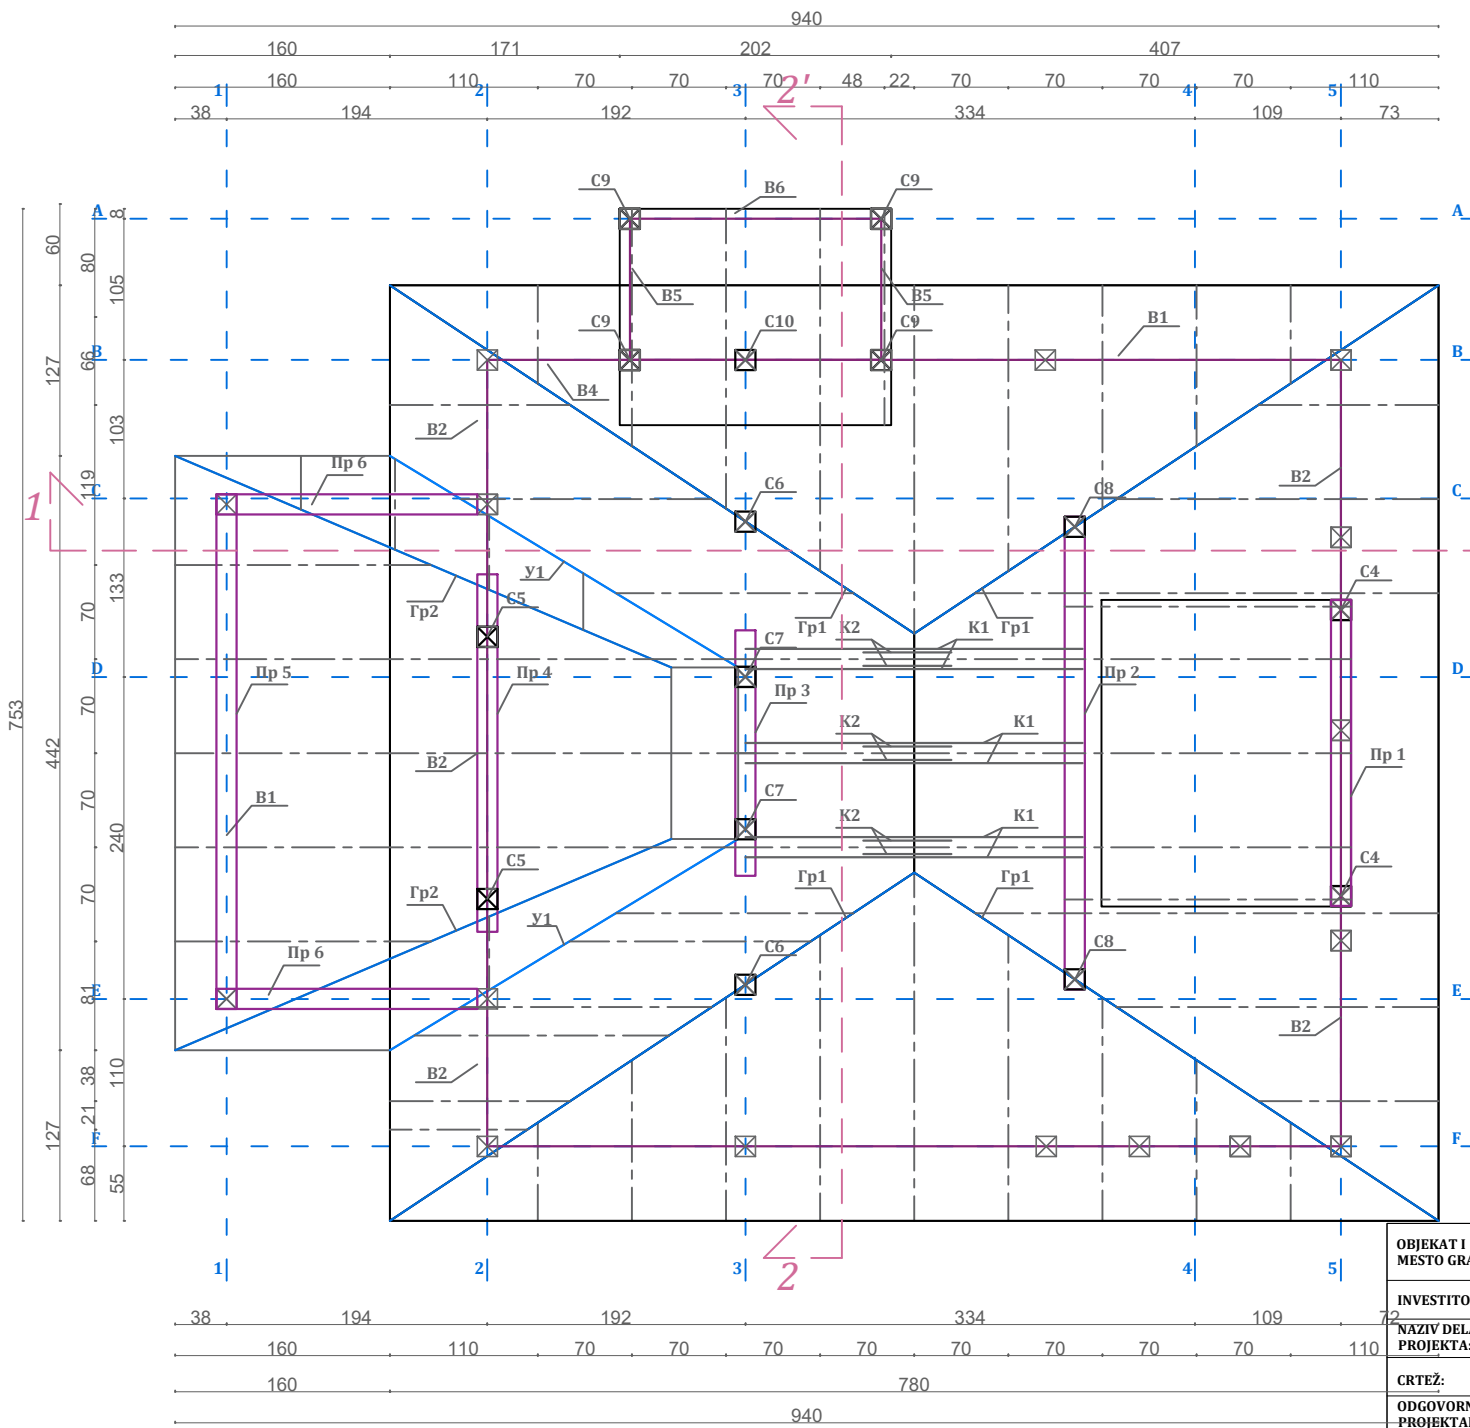 940
160 171 202 407
160 110 70 70 70 48 22 70 70 70 70 110
1 2 3 2' 4 5
38 194 192 334 109 73
C9 B6 C9
A 8 A
60 80 105
B5 B5
C9 C10 C9 B1
B 66 B
127
B4
B2 103
Пр 6 B2
119 C C
1 C6 C8
У1
133 70 Гр2 C5 C4
Гр1 K2 K1 Гр1
C7
D D
Пр 5 Пр 4 Пр 3 Пр 2
753 70 K2 K1
442 B2 Пр 1
70 B1 C7
240 K2 K1
C5 C4
70 Гр2 Гр1 Гр1
У1
Пр 6 C6 C8
81 E E
B2
38 110 B2
21
127 F F
68 55
1 2 3 2 4 5
OBJEKAT I
MESTO GRA
38 194 192 334 109 72
INVESTITO
160 110 70 70 70 70 70 70 70 70 110
NAZIV DELA
PROJEKTA:
160 780
CRTEŽ:
940
ODGOVORN
PROJEKTAN